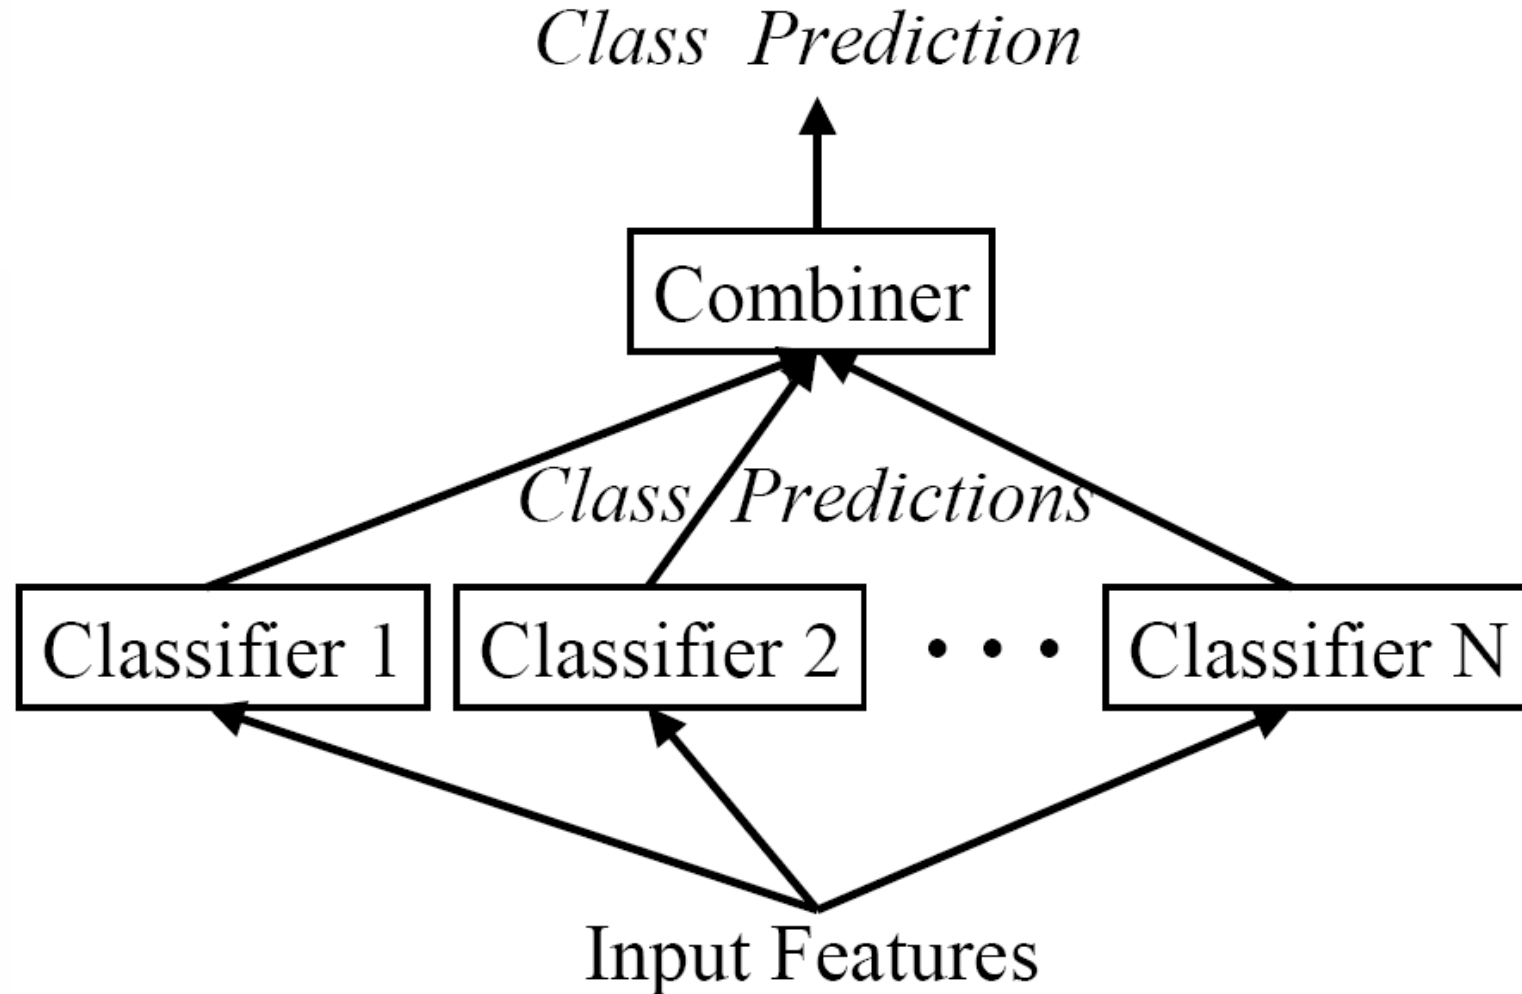 Class Prediction
Combiner
Class Predictions
Classifier 1 Classifier 2 • • • Classifier N
Input Features